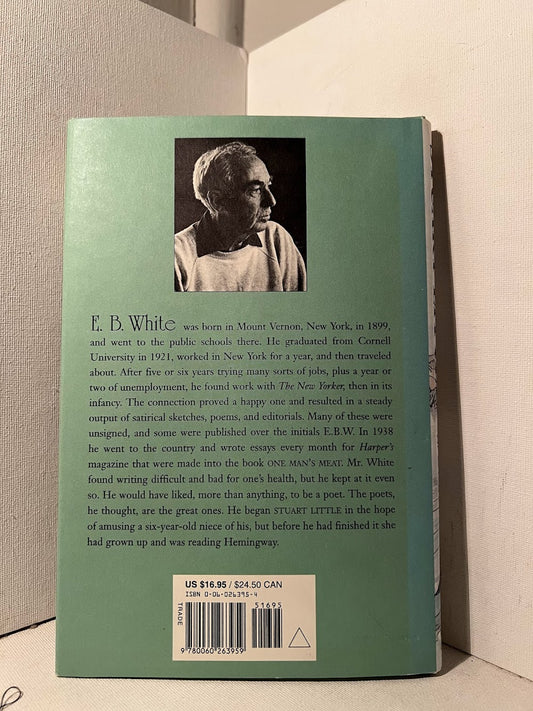 E. B. White was born in Mount Vernon, New York, in 1899,
and went to the public schools there. He graduated from Cornell
University in 1921, worked in New York for a year, and then traveled
about. After five or six years trying many sorts of jobs, plus a year or
two of unemployment, he found work with The New Yorker, then in its
infancy. The connection proved a happy one and resulted in a steady
output of satirical sketches, poems, and editorials. Many of these were
unsigned, and some were published over the initials E.B.W. In 1938
he went to the country and wrote essays every month for Harper's
magazine that were made into the book ONE MAN'S MEAT. Mr. White
found writing difficult and bad for one's health, but he kept at it even
so. He would have liked, more than anything, to be a poet. The poets,
he thought, are the great ones. He began STUART LITTLE in the hope
of amusing a six-year-old niece of his, but before he had finished it she
had grown up and was reading Hemingway.
US $16.95 / $24.50 CAN
ISBN 0-06-026395-4
51695
TRADE
9 780060 263959